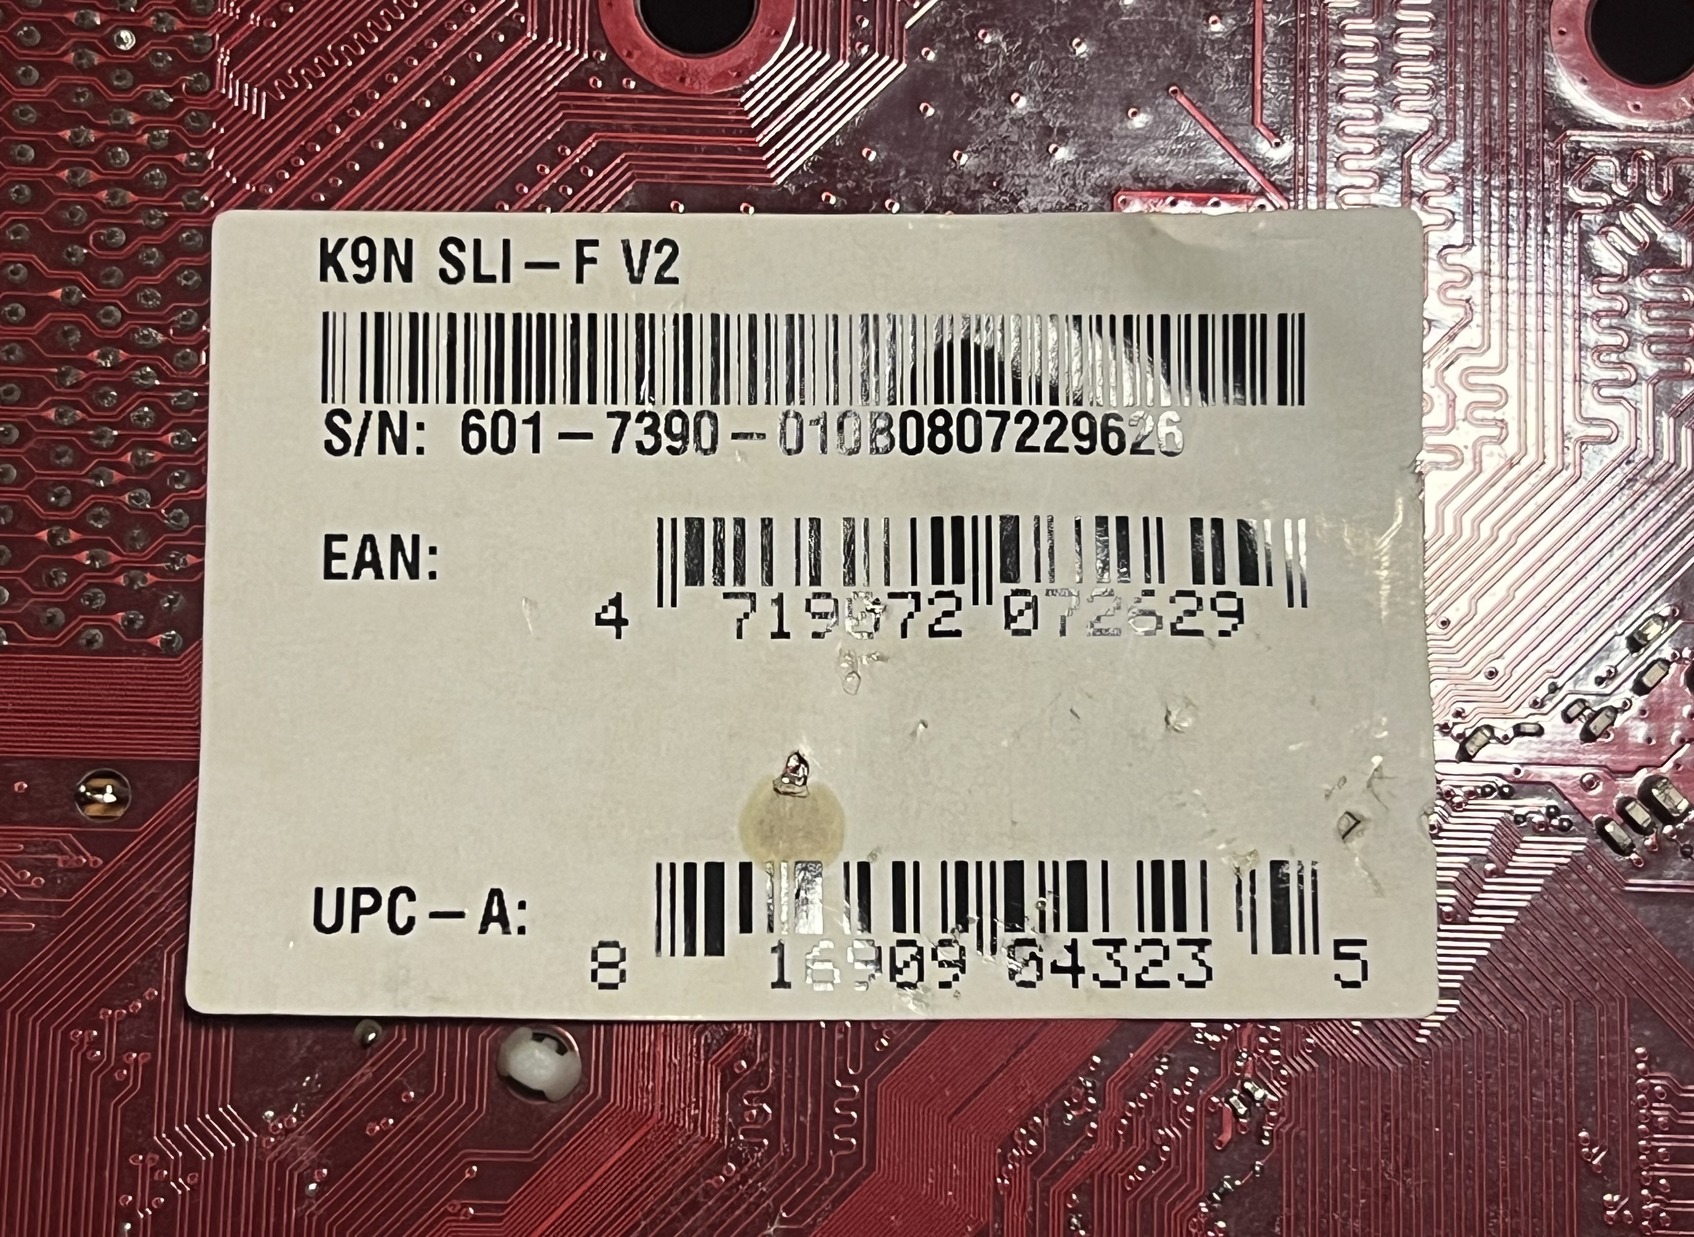 K9N SLI-F V2
S/N: 601-7390-010B0807229626
EAN:
4 719072 072629
UPC-A:
8 16909 04323 5